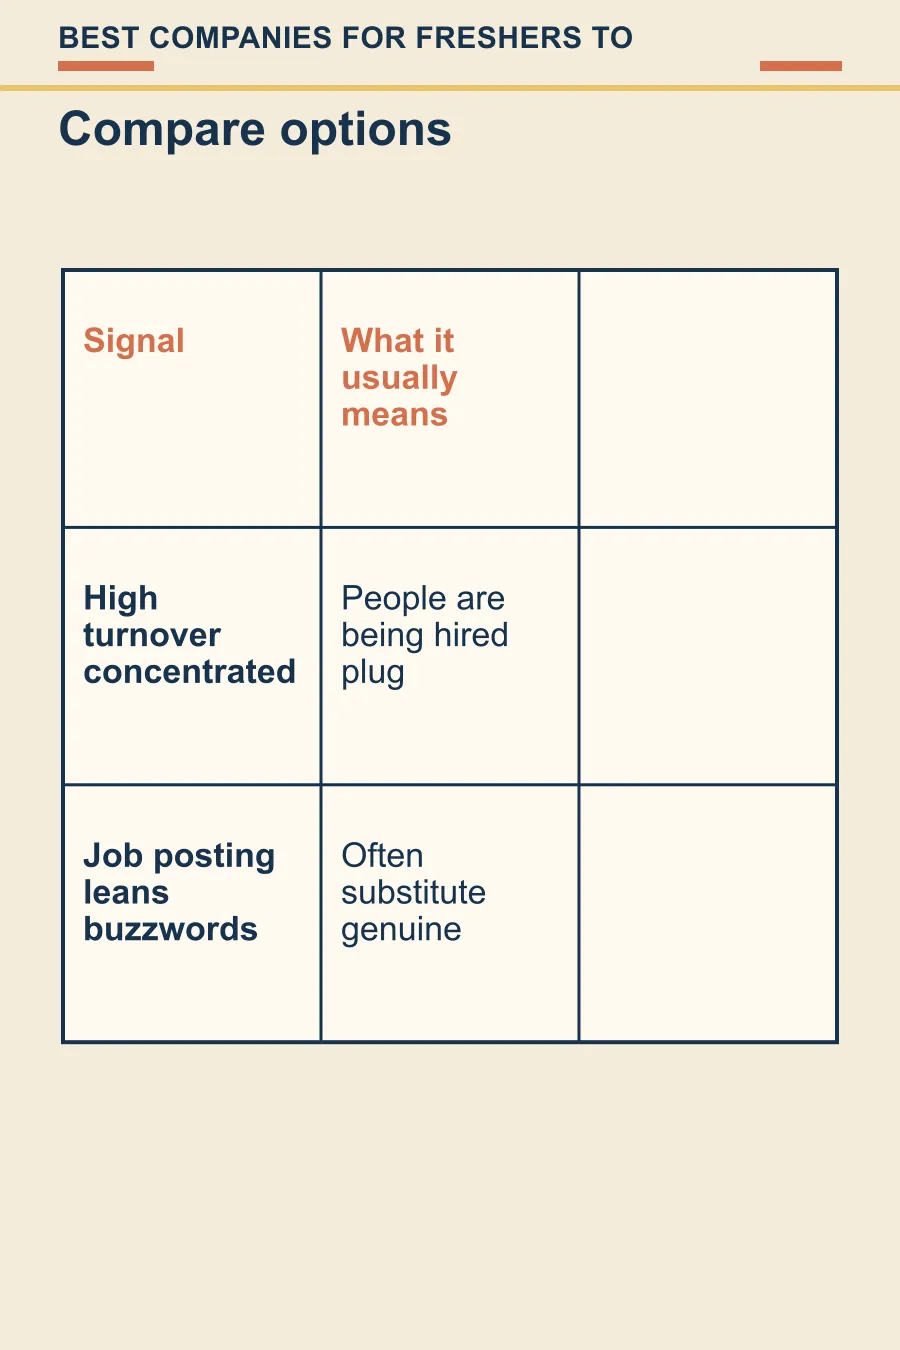 BEST COMPANIES FOR FRESHERS TO
Compare options
Signal
What it
usually
means
High
turnover
concentrated
People are
being hired
plug
Job posting
leans
buzzwords
Often
substitute
genuine